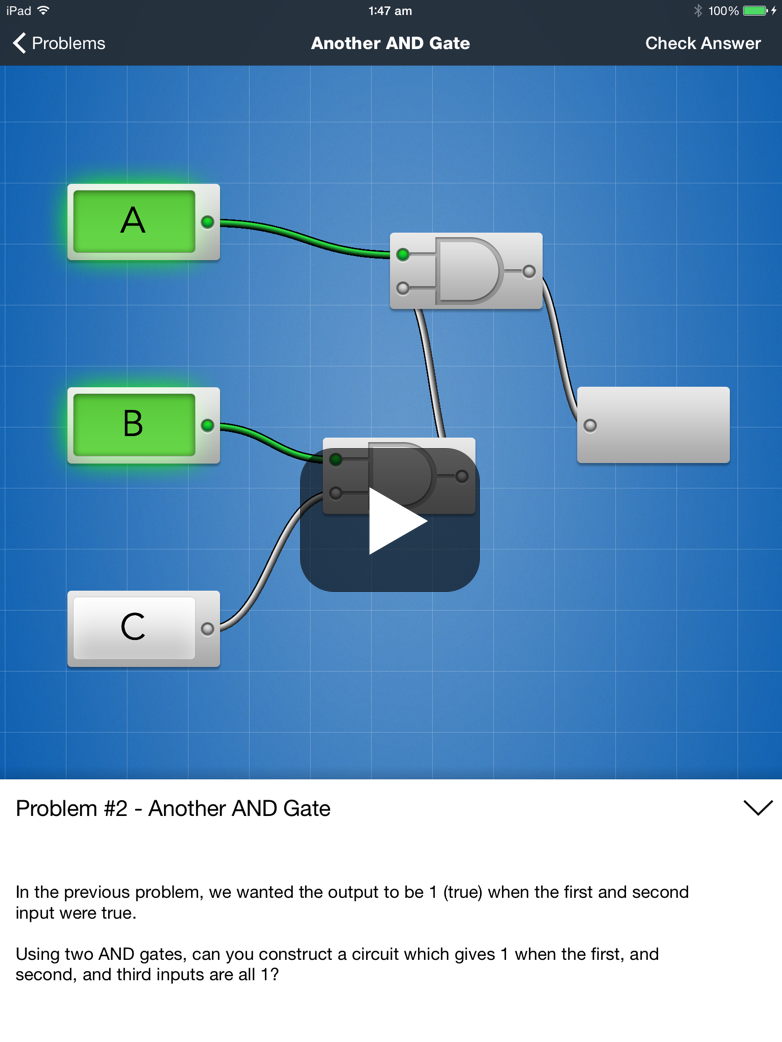 iPad 1:47 am 100%
Problems Another AND Gate Check Answer
A
B
C
Problem #2 - Another AND Gate
In the previous problem, we wanted the output to be 1 (true) when the first and second
input were true.
Using two AND gates, can you construct a circuit which gives 1 when the first, and
second, and third inputs are all 1?